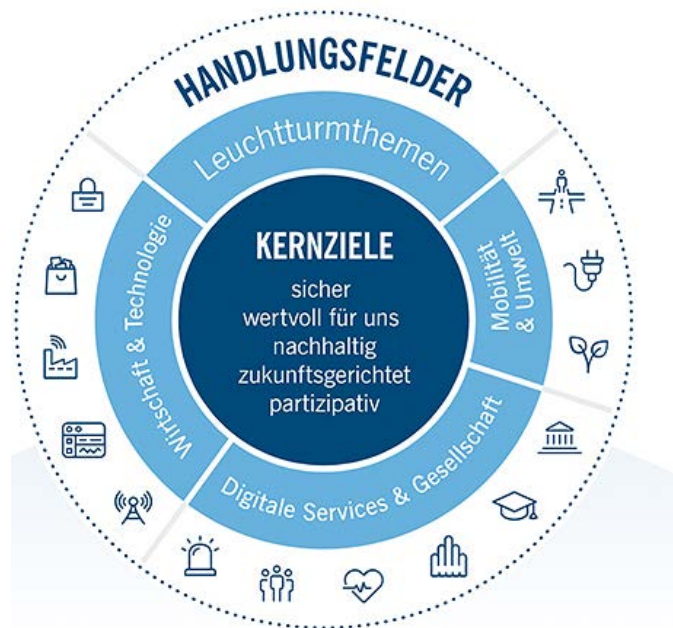 HANDLUNGSFELDER
Leuchtturmthemen
KERNZIELE
sicher
wertvoll für uns
nachhaltig
zukunftsgerichtet
partizipativ
Mobilität
& Umwelt
Digitale Services & Gesellschaft
Wirtschaft & Technologie